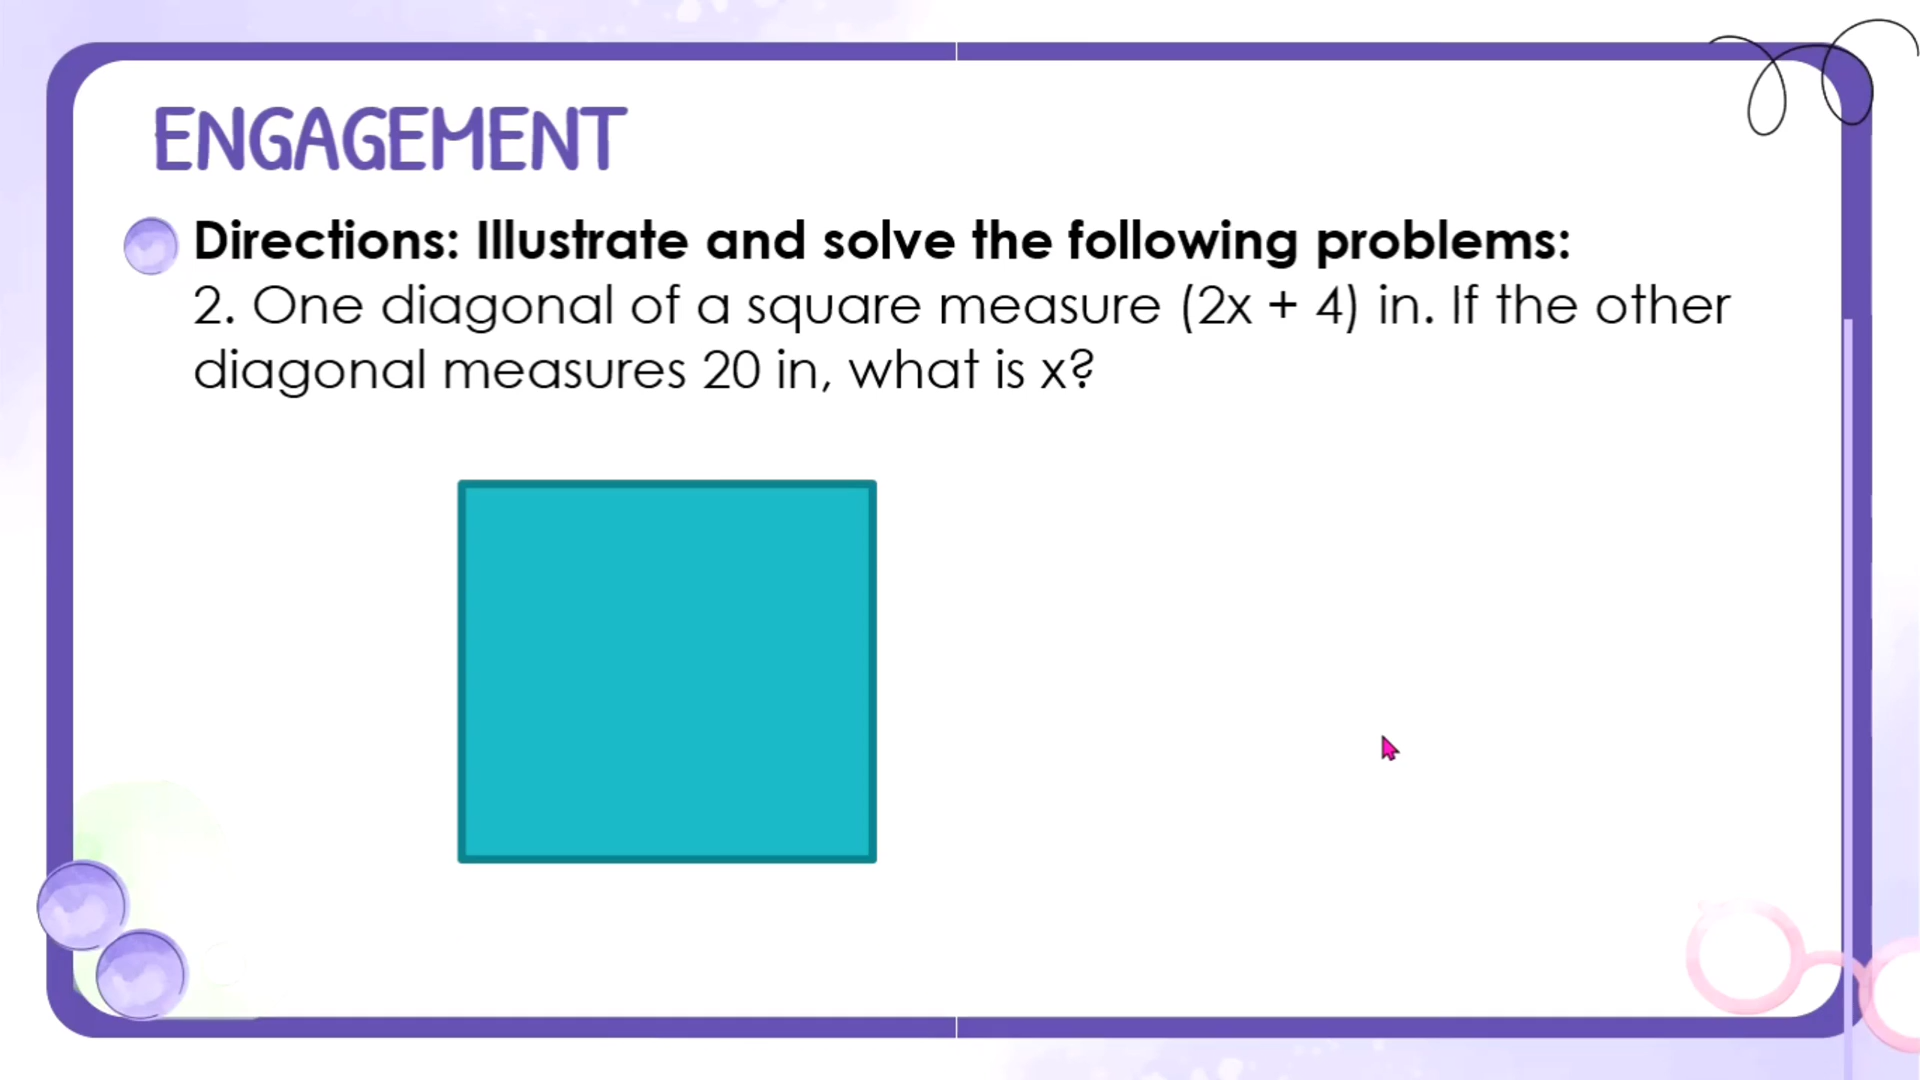 ENGAGEMENT
Directions: Illustrate and solve the following problems:
2. One diagonal of a square measure (2x + 4) in. If the other
diagonal measures 20 in, what is x?